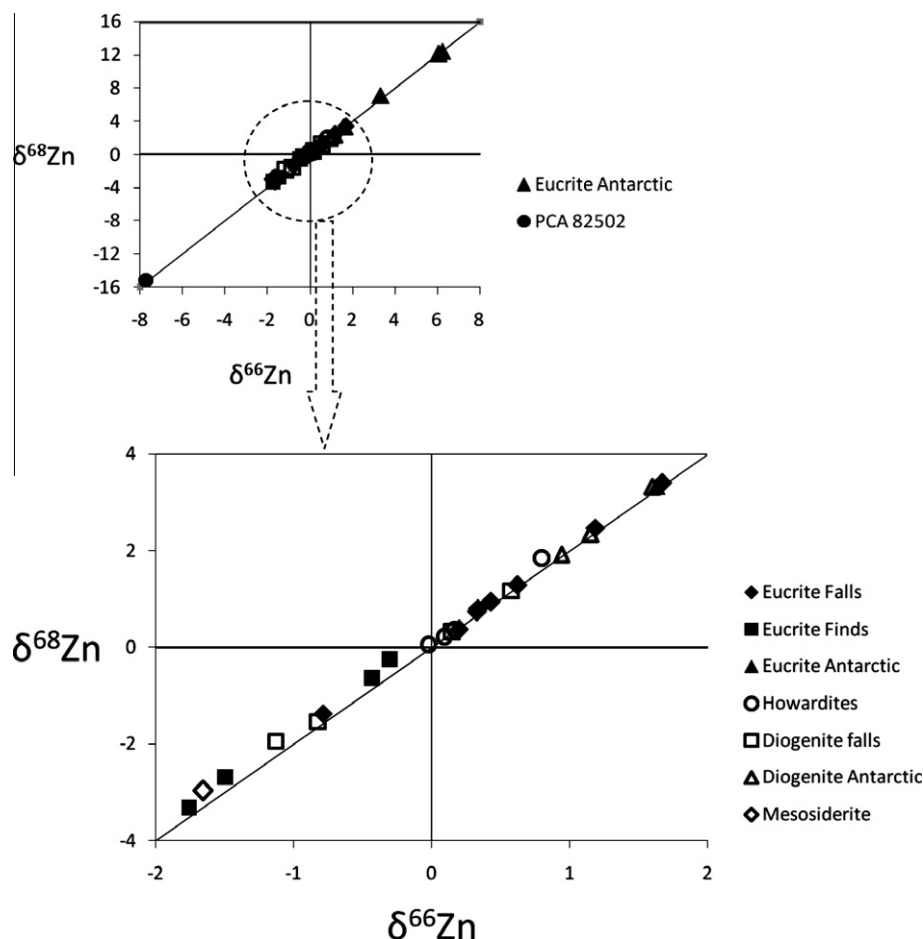 16
12
8
4
δ⁶⁸Zn
0
-4
-8
-12
-16
-8 -6 -4 -2 0 2 4 6 8
δ⁶⁶Zn
Eucrite Antarctic
PCA 82502
4
2
δ⁶⁸Zn
0
-2
-4
-2 -1 0 1 2
δ⁶⁶Zn
Eucrite Falls
Eucrite Finds
Eucrite Antarctic
Howardites
Diogenite falls
Diogenite Antarctic
Mesosiderite